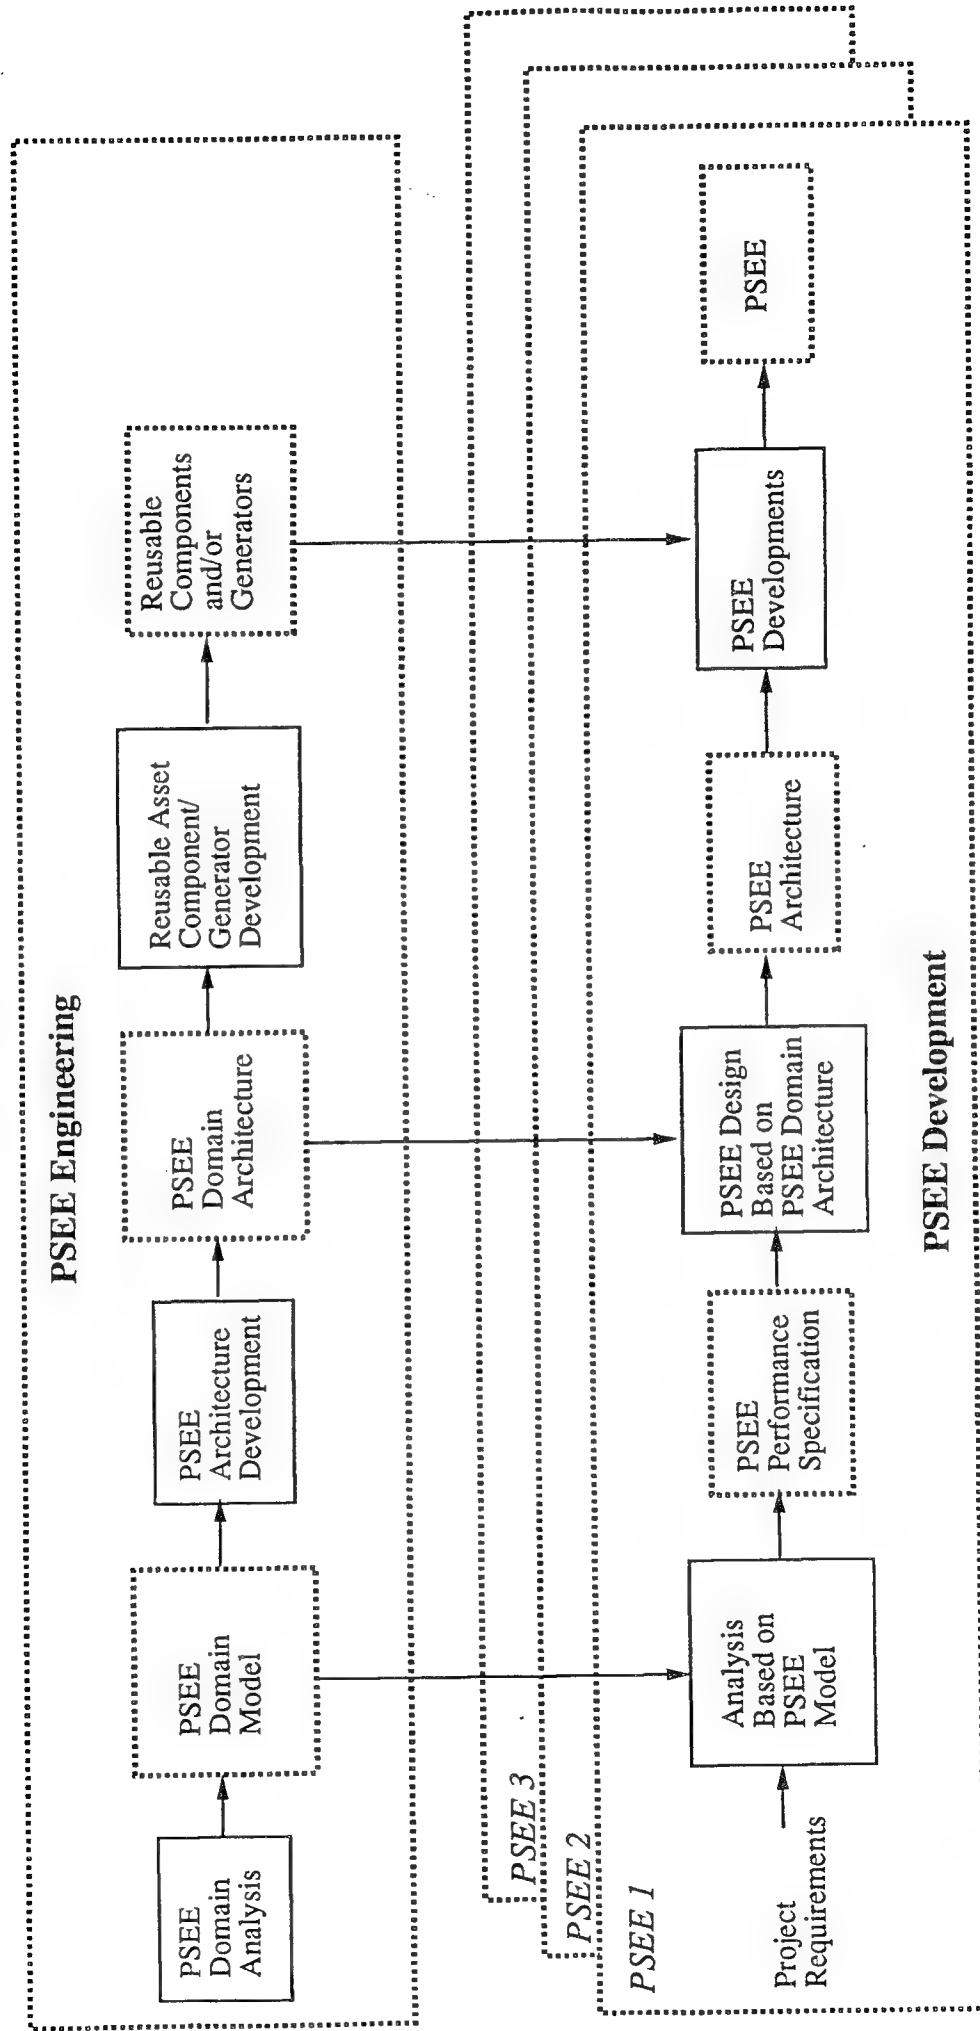 PSEE Engineering
PSEE
Domain
Analysis
PSEE
Domain
Model
PSEE
Architecture
Development
PSEE
Domain
Architecture
Reusable Asset
Component/
Generator
Development
Reusable
Components
and/or
Generators
PSEE 3
PSEE 2
PSEE 1
Project
Requirements
Analysis
Based on
PSEE
Model
PSEE
Performance
Specification
PSEE Design
Based on
PSEE Domain
Architecture
PSEE
Architecture
PSEE
Developments
PSEE
PSEE Development